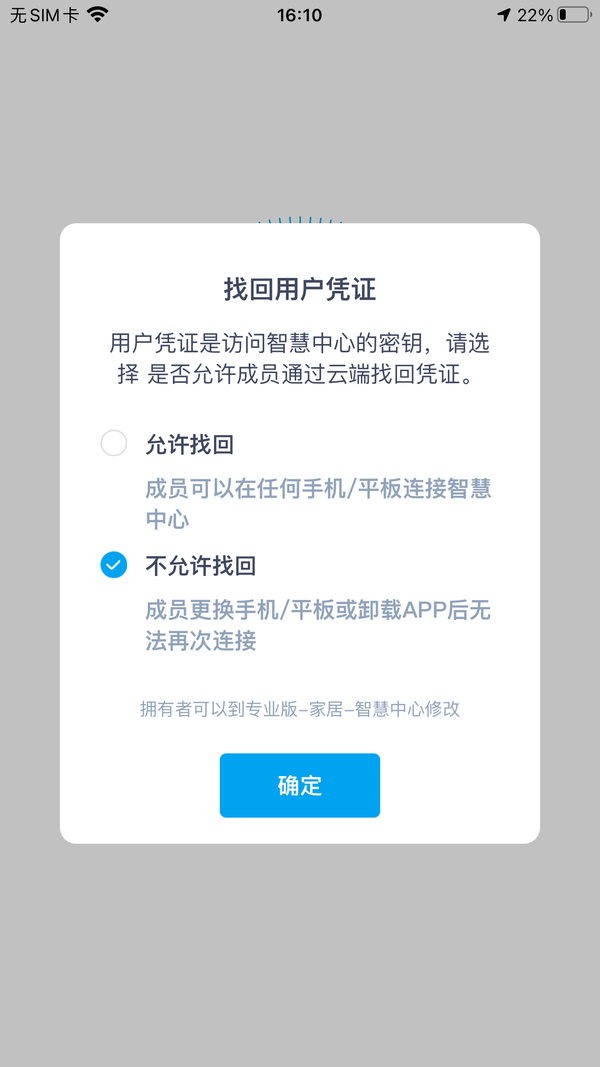 无SIM卡 16:10 22%
找回用户凭证
用户凭证是访问智慧中心的密钥，请选
择 是否允许成员通过云端找回凭证。
允许找回
成员可以在任何手机/平板连接智慧
中心
不允许找回
成员更换手机/平板或卸载APP后无
法再次连接
拥有者可以到专业版-家居-智慧中心修改
确定